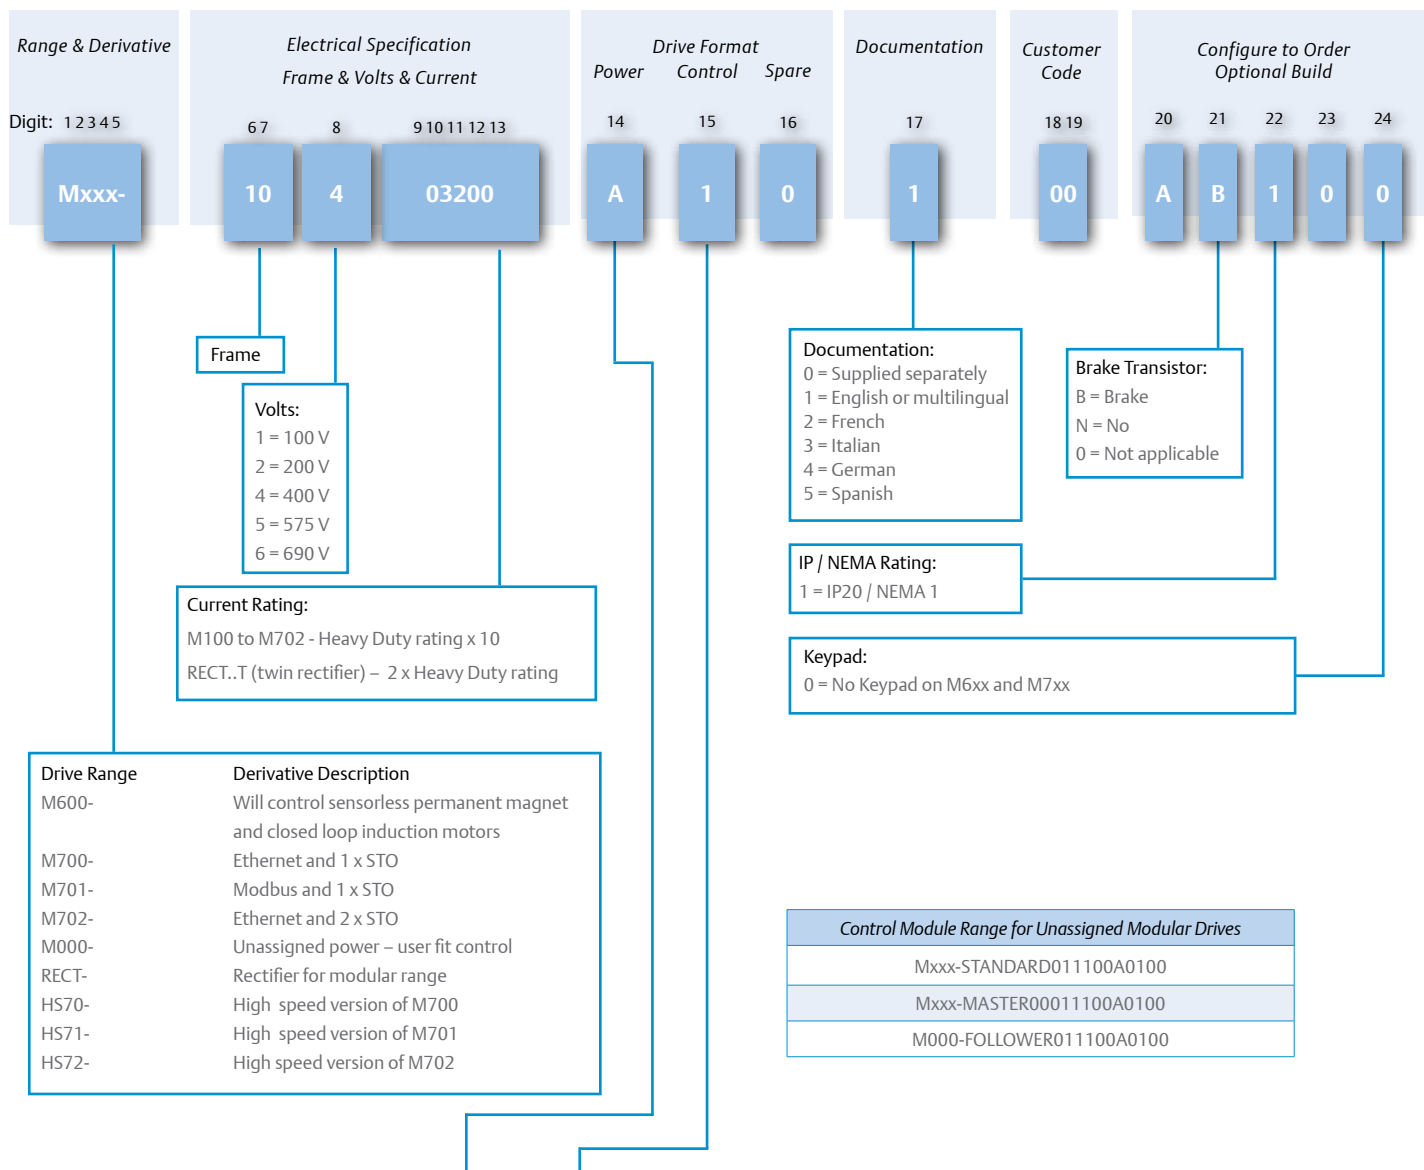 Range & Derivative
Electrical Specification
Frame & Volts & Current
Drive Format
Power Control Spare
Documentation
Customer
Code
Configure to Order
Optional Build
Digit: 1 2 3 4 5
6 7
8
9 10 11 12 13
14
15
16
17
18 19
20
21
22
23
24
Mxxx-
10
4
03200
A
1
0
1
00
A
B
1
0
0
Frame
Volts:
1 = 100 V
2 = 200 V
4 = 400 V
5 = 575 V
6 = 690 V
Documentation:
0 = Supplied separately
1 = English or multilingual
2 = French
3 = Italian
4 = German
5 = Spanish
Brake Transistor:
B = Brake
N = No
0 = Not applicable
IP / NEMA Rating:
1 = IP20 / NEMA 1
Current Rating:
M100 to M702 - Heavy Duty rating x 10
RECT..T (twin rectifier) – 2 x Heavy Duty rating
Keypad:
0 = No Keypad on M6xx and M7xx
Drive Range Derivative Description
M600- Will control sensorless permanent magnet
and closed loop induction motors
M700- Ethernet and 1 x STO
M701- Modbus and 1 x STO
M702- Ethernet and 2 x STO
M000- Unassigned power – user fit control
RECT- Rectifier for modular range
HS70- High speed version of M700
HS71- High speed version of M701
HS72- High speed version of M702
Control Module Range for Unassigned Modular Drives
Mxxx-STANDARD011100A0100
Mxxx-MASTER00011100A0100
M000-FOLLOWER011100A0100